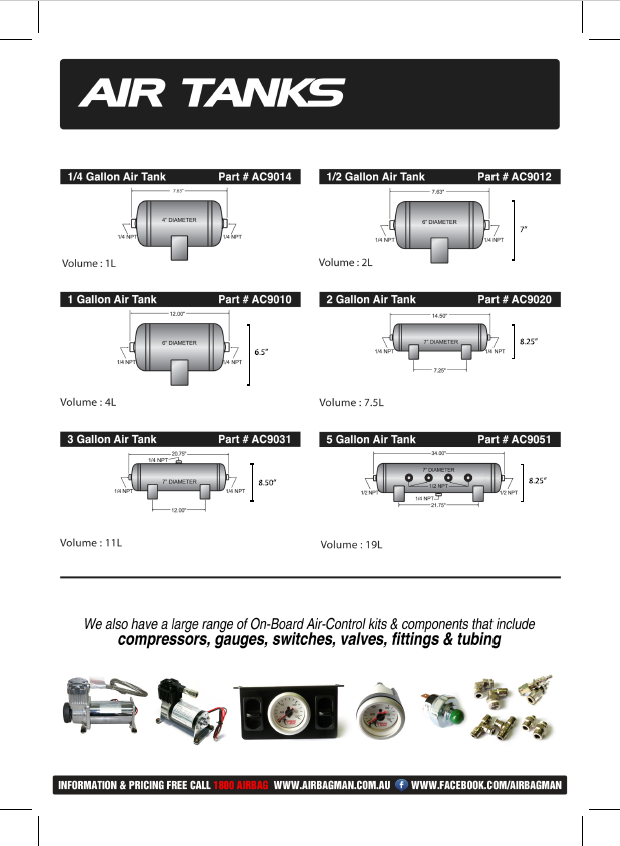 AIR TANKS
1/4 Gallon Air Tank Part # AC9014
7.63"
4" DIAMETER
1/4 NPT 1/4 NPT
Volume : 1L
1/2 Gallon Air Tank Part # AC9012
7.63"
6" DIAMETER
7"
1/4 NPT 1/4 NPT
Volume : 2L
1 Gallon Air Tank Part # AC9010
12.00"
6" DIAMETER
6.5"
1/4 NPT 1/4 NPT
Volume : 4L
2 Gallon Air Tank Part # AC9020
14.50"
7" DIAMETER
8.25"
1/4 NPT 1/4 NPT
7.25"
Volume : 7.5L
3 Gallon Air Tank Part # AC9031
20.75"
1/4 NPT
7" DIAMETER
8.50"
1/4 NPT 1/4 NPT
12.00"
Volume : 11L
5 Gallon Air Tank Part # AC9051
34.00"
7" DIAMETER
8.25"
1/2 NPT
1/2 NPT 1/2 NPT
1/4 NPT
21.75"
Volume : 19L
We also have a large range of On-Board Air-Control kits & components that include
compressors, gauges, switches, valves, fittings & tubing
INFORMATION & PRICING FREE CALL 1800 AIRBAG WWW.AIRBAGMAN.COM.AU f WWW.FACEBOOK.COM/AIRBAGMAN